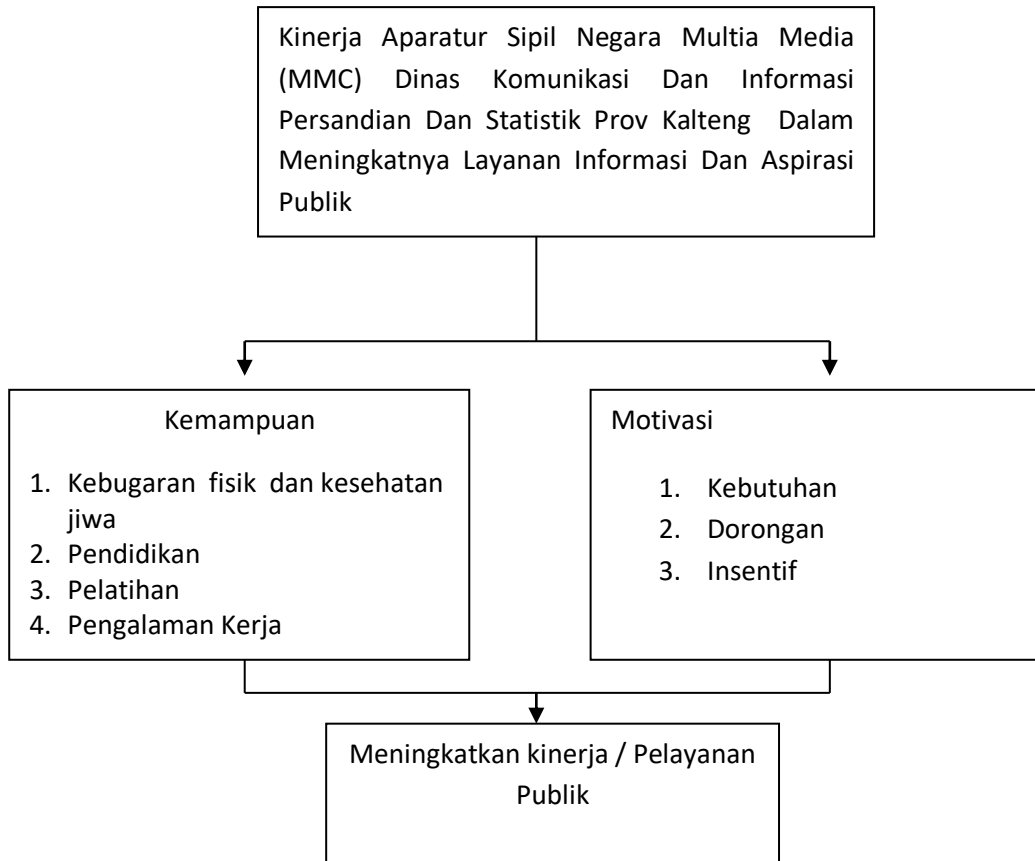 Kinerja Aparatur Sipil Negara Multia Media
(MMC) Dinas Komunikasi Dan Informasi
Persandian Dan Statistik Prov Kalteng Dalam
Meningkatnya Layanan Informasi Dan Aspirasi
Publik
Kemampuan
1. Kebugaran fisik dan kesehatan
jiwa
2. Pendidikan
3. Pelatihan
4. Pengalaman Kerja
Motivasi
1. Kebutuhan
2. Dorongan
3. Insentif
Meningkatkan kinerja / Pelayanan
Publik